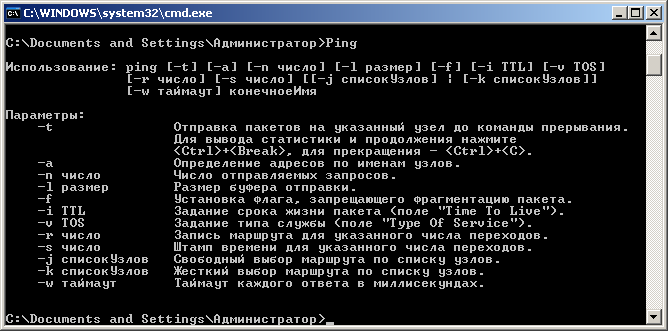 C:\WINDOWS\system32\cmd.exe
C:\Documents and Settings\Администратор>Ping
Использование: ping [-t] [-a] [-n число] [-l размер] [-f] [-i TTL] [-v TOS]
[-r число] [-s число] [[-j списокУзлов] | [-k списокУзлов]]
[-w таймаут] конечноеИмя
Параметры:
-t Отправка пакетов на указанный узел до команды прерывания.
Для вывода статистики и продолжения нажмите
<Ctrl>+<Break>, для прекращения - <Ctrl>+<C>.
-a Определение адресов по именам узлов.
-n число Число отправляемых запросов.
-l размер Размер буфера отправки.
-f Установка флага, запрещающего фрагментацию пакета.
-i TTL Задание срока жизни пакета (поле "Time To Live").
-v TOS Задание типа службы (поле "Type Of Service").
-r число Запись маршрута для указанного числа переходов.
-s число Штамп времени для указанного числа переходов.
-j списокУзлов Свободный выбор маршрута по списку узлов.
-k списокУзлов Жесткий выбор маршрута по списку узлов.
-w таймаут Таймаут каждого ответа в миллисекундах.
C:\Documents and Settings\Администратор>_